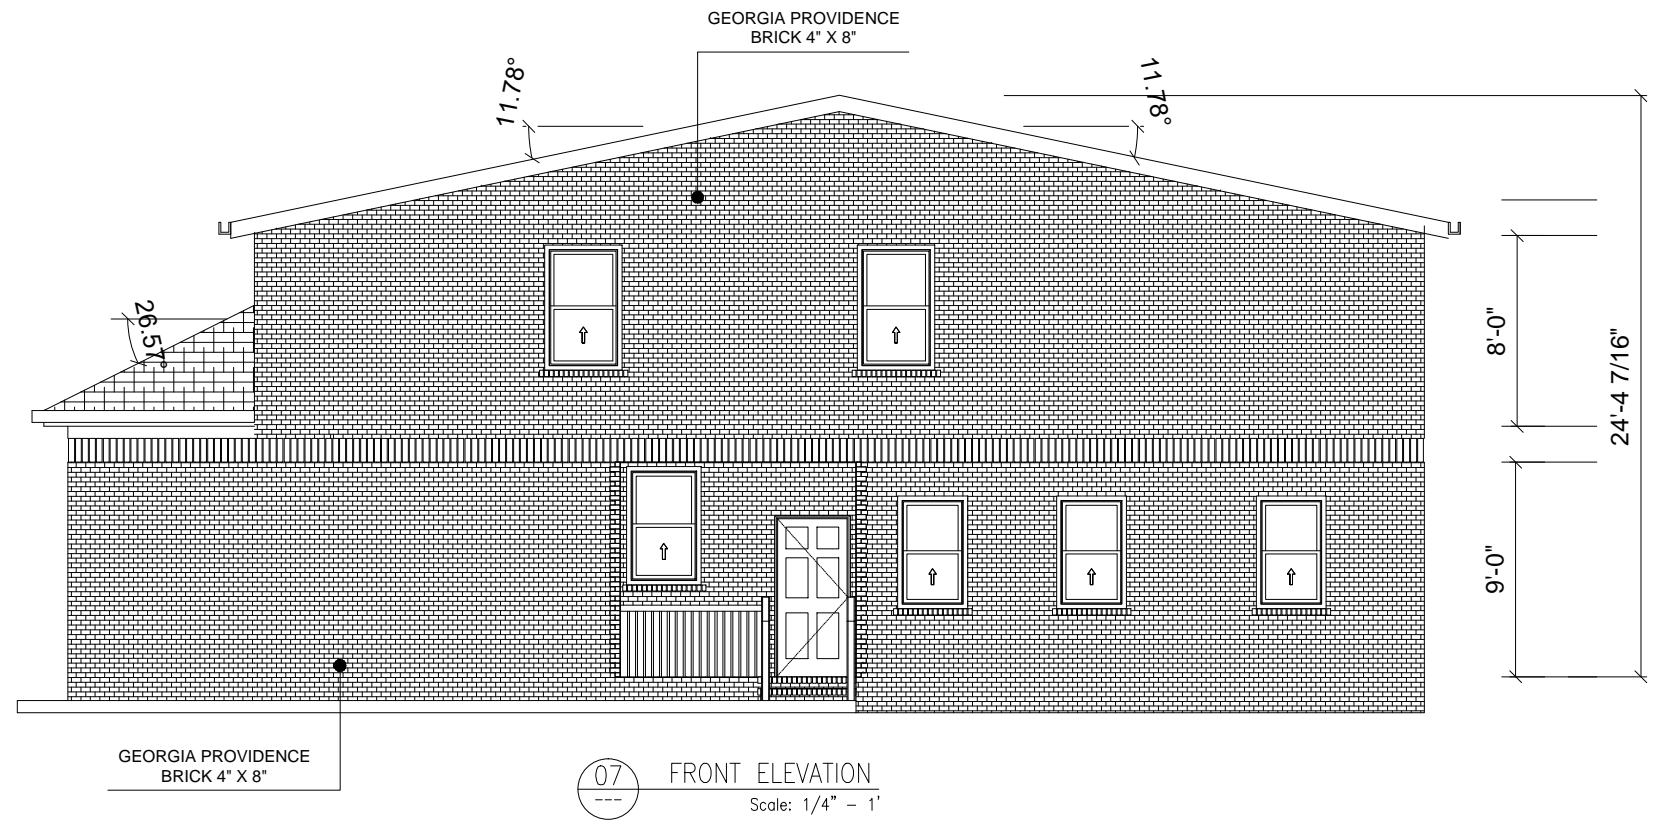 GEORGIA PROVIDENCE
BRICK 4" X 8"
11.78°
11.78°
26.57°
8'-0"
24'-4 7/16"
9'-0"
GEORGIA PROVIDENCE
BRICK 4" X 8"
07
---
FRONT ELEVATION
Scale: 1/4" - 1'